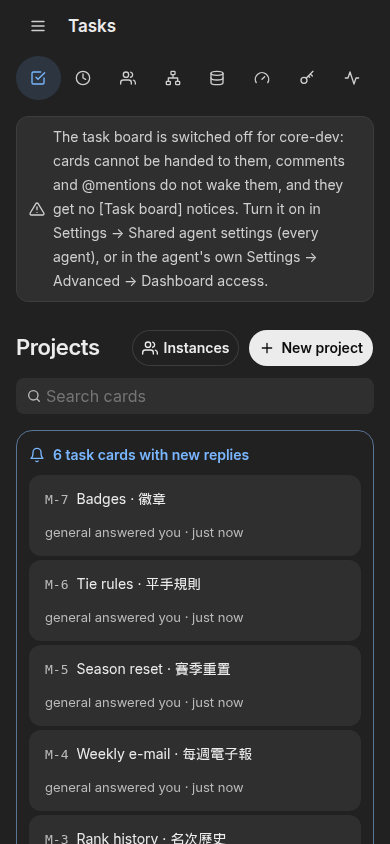 Tasks
The task board is switched off for core-dev:
cards cannot be handed to them, comments
and @mentions do not wake them, and they
get no [Task board] notices. Turn it on in
Settings → Shared agent settings (every
agent), or in the agent's own Settings →
Advanced → Dashboard access.
Projects
Instances
New project
Search cards
6 task cards with new replies
M-7 Badges · 徽章
general answered you · just now
M-6 Tie rules · 平手規則
general answered you · just now
M-5 Season reset · 賽季重置
general answered you · just now
M-4 Weekly e-mail · 每週電子報
general answered you · just now
M-3 Rank history · 名次歷史